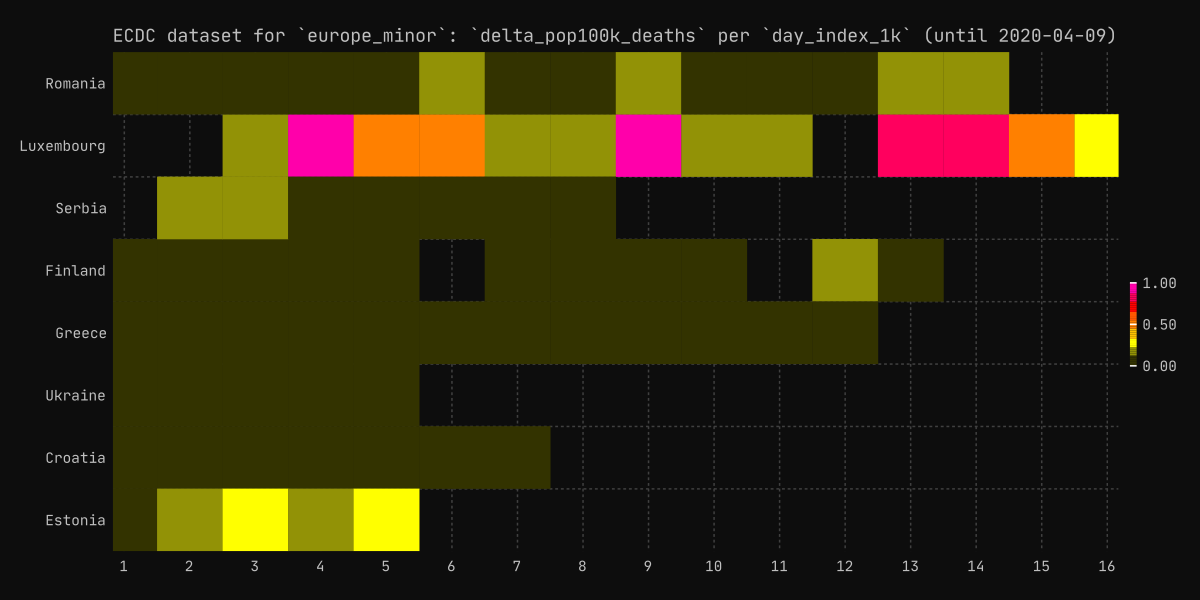 ECDC dataset for `europe_minor`: `delta_pop100k_deaths` per `day_index_1k` (until 2020-04-09)
Romania
Luxembourg
Serbia
Finland
Greece
Ukraine
Croatia
Estonia
1 2 3 4 5 6 7 8 9 10 11 12 13 14 15 16
1.00
0.50
0.00